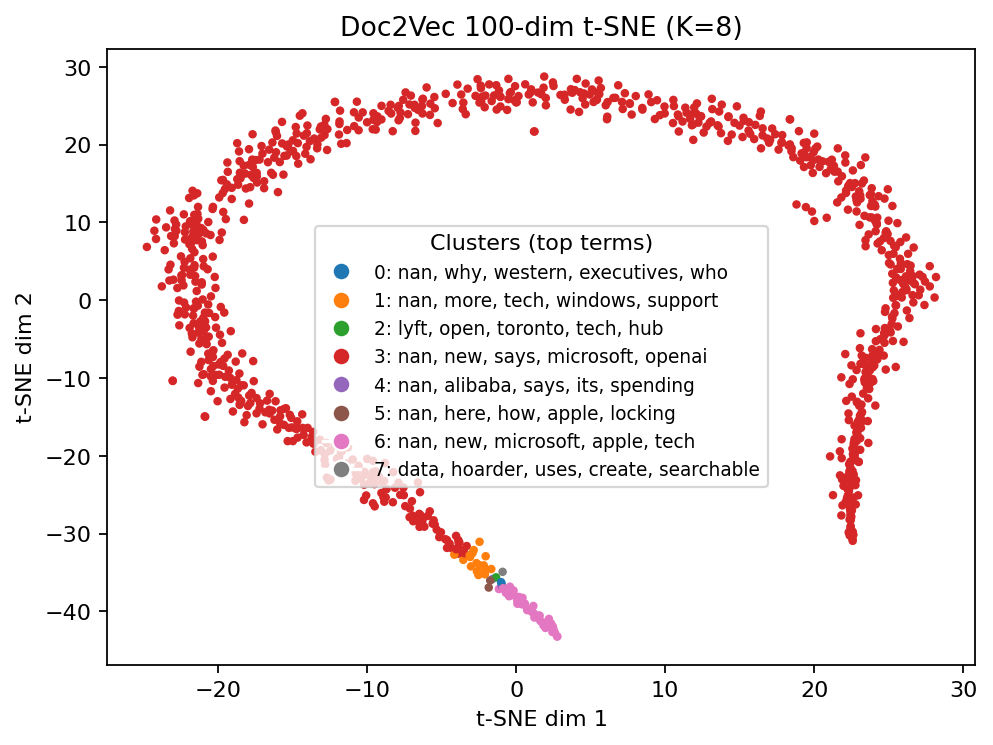 Doc2Vec 100-dim t-SNE (K=8)
t-SNE dim 2
30
20
10
0
−10
−20
−30
−40
Clusters (top terms)
0: nan, why, western, executives, who
1: nan, more, tech, windows, support
2: lyft, open, toronto, tech, hub
3: nan, new, says, microsoft, openai
4: nan, alibaba, says, its, spending
5: nan, here, how, apple, locking
6: nan, new, microsoft, apple, tech
7: data, hoarder, uses, create, searchable
−20 −10 0 10 20 30
t-SNE dim 1